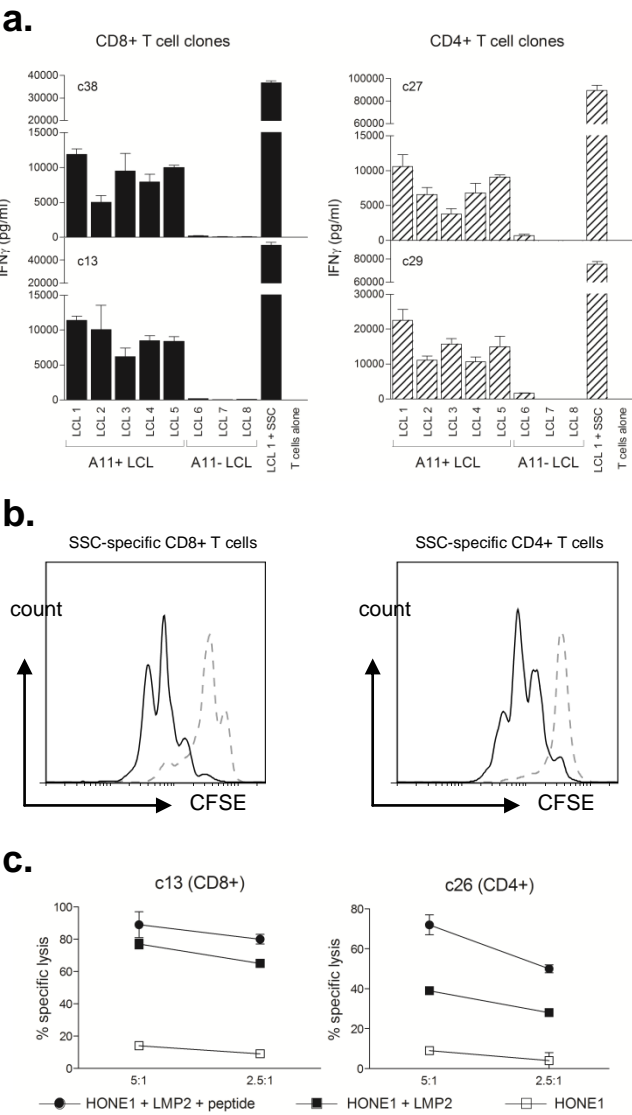 a.
CD8+ T cell clones
CD4+ T cell clones
IFNγ (pg/ml)
c38
40000
30000
20000
15000
10000
5000
0
c13
40000
20000
15000
10000
5000
0
LCL 1
LCL 2
LCL 3
LCL 4
LCL 5
LCL 6
LCL 7
LCL 8
LCL 1 + SSC
T cells alone
A11+ LCL
A11- LCL
IFNγ (pg/ml)
c27
100000
80000
60000
15000
10000
5000
0
c29
80000
60000
30000
20000
10000
0
LCL 1
LCL 2
LCL 3
LCL 4
LCL 5
LCL 6
LCL 7
LCL 8
LCL 1 + SSC
T cells alone
A11+ LCL
A11- LCL
b.
SSC-specific CD8+ T cells
SSC-specific CD4+ T cells
count
count
CFSE
CFSE
c.
c13 (CD8+)
% specific lysis
100
80
60
40
20
0
5:1
2.5:1
c26 (CD4+)
% specific lysis
80
60
40
20
0
5:1
2.5:1
HONE1 + LMP2 + peptide
HONE1 + LMP2
HONE1